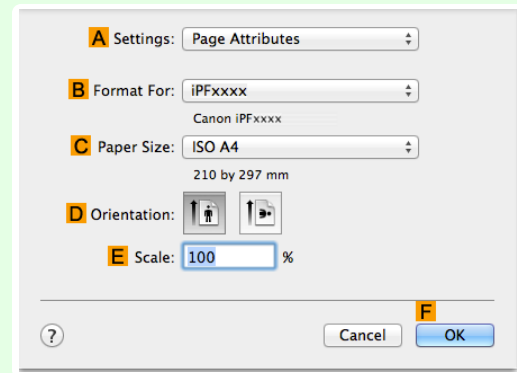 A Settings: Page Attributes
B Format For: iPFxxxx
Canon iPFxxxx
C Paper Size: ISO A4
210 by 297 mm
D Orientation:
E Scale: 100 %
F
? Cancel OK